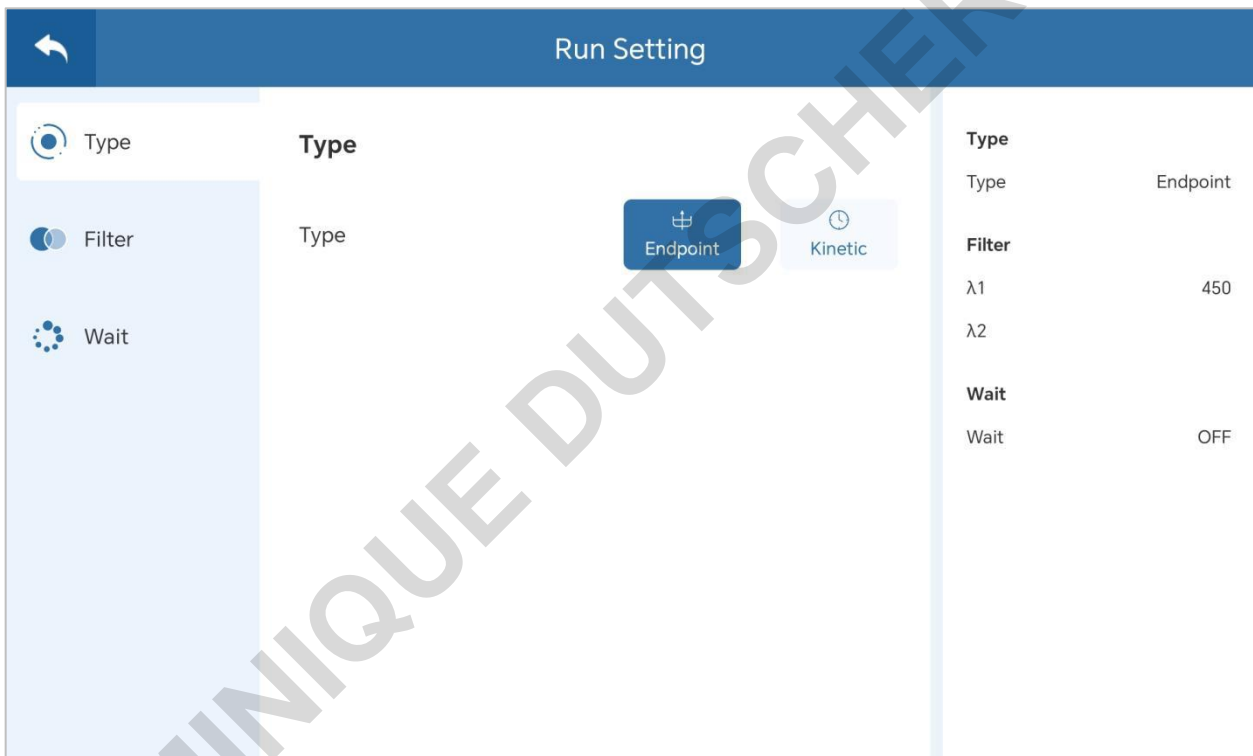 Run Setting
Type
Filter
Wait
Type
Type
Endpoint
Kinetic
Type
Type Endpoint
Filter
λ1 450
λ2
Wait
Wait OFF
MINIQUE DUTSCHER